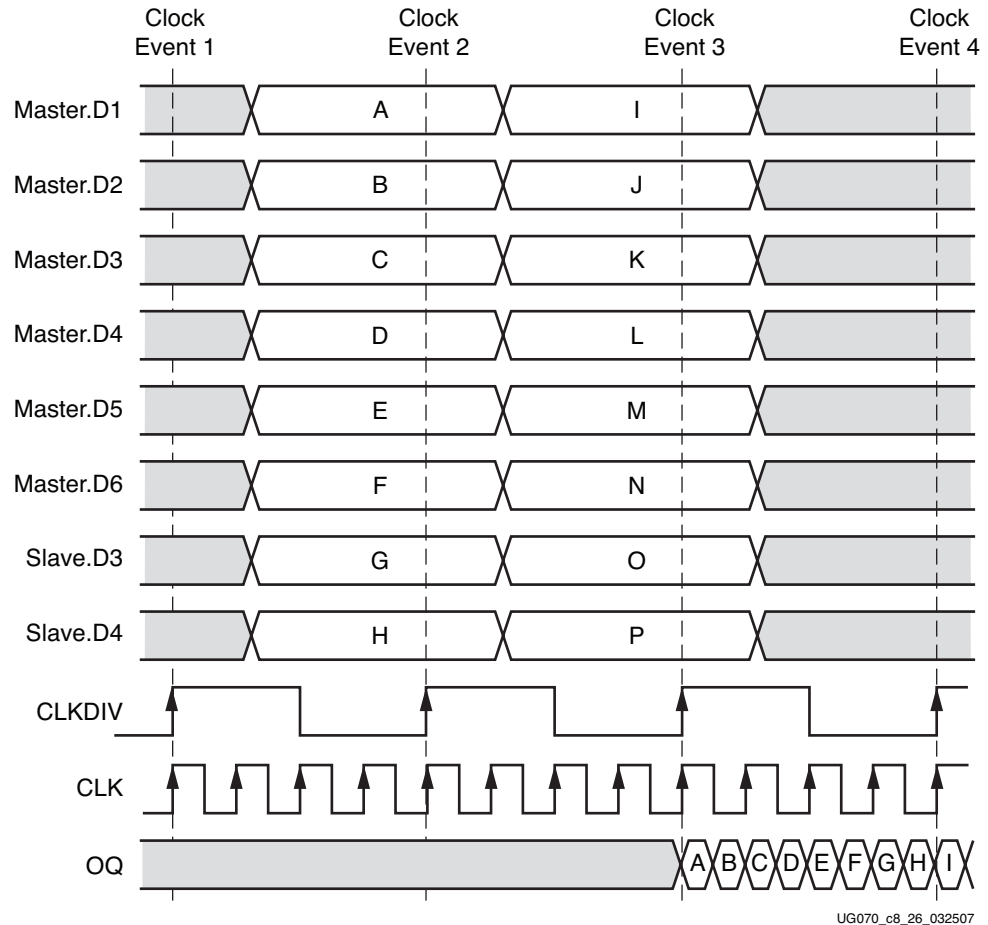 Clock Event 1
Clock Event 2
Clock Event 3
Clock Event 4
Master.D1 A I
Master.D2 B J
Master.D3 C K
Master.D4 D L
Master.D5 E M
Master.D6 F N
Slave.D3 G O
Slave.D4 H P
CLKDIV
CLK
OQ A B C D E F G H I
UG070_c8_26_032507